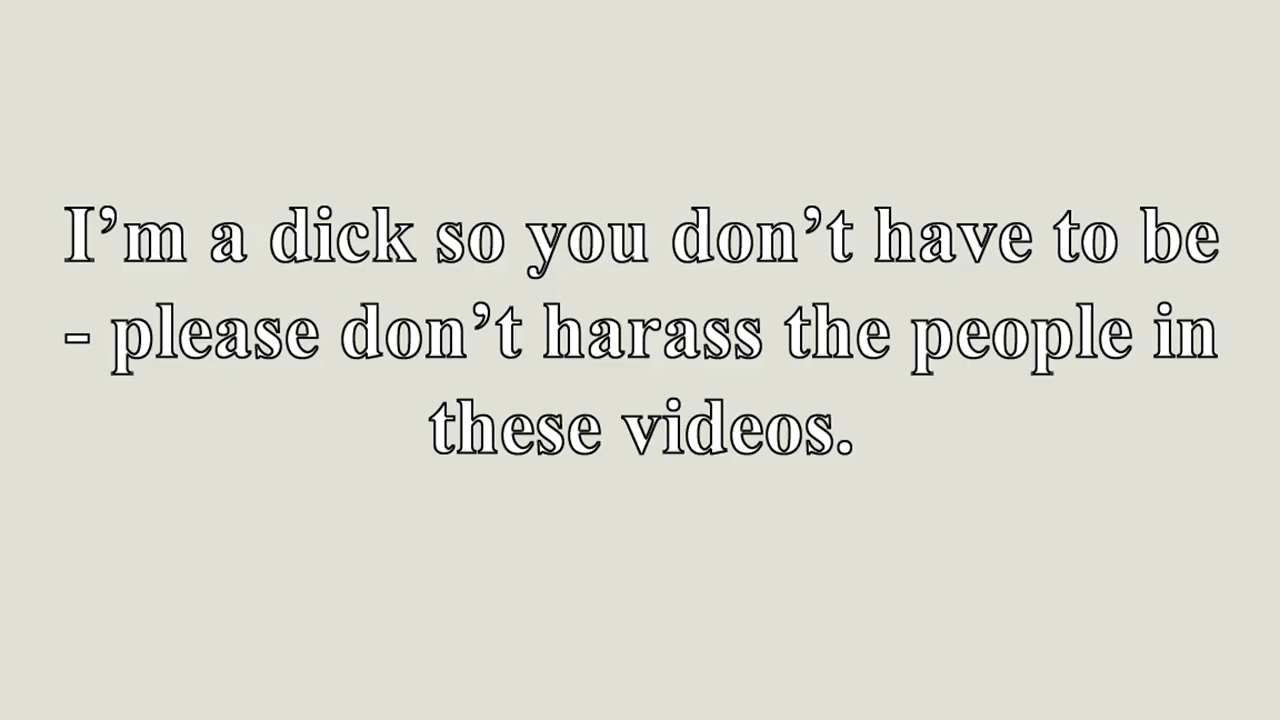 I’m a dick so you don’t have to be
- please don’t harass the people in
these videos.